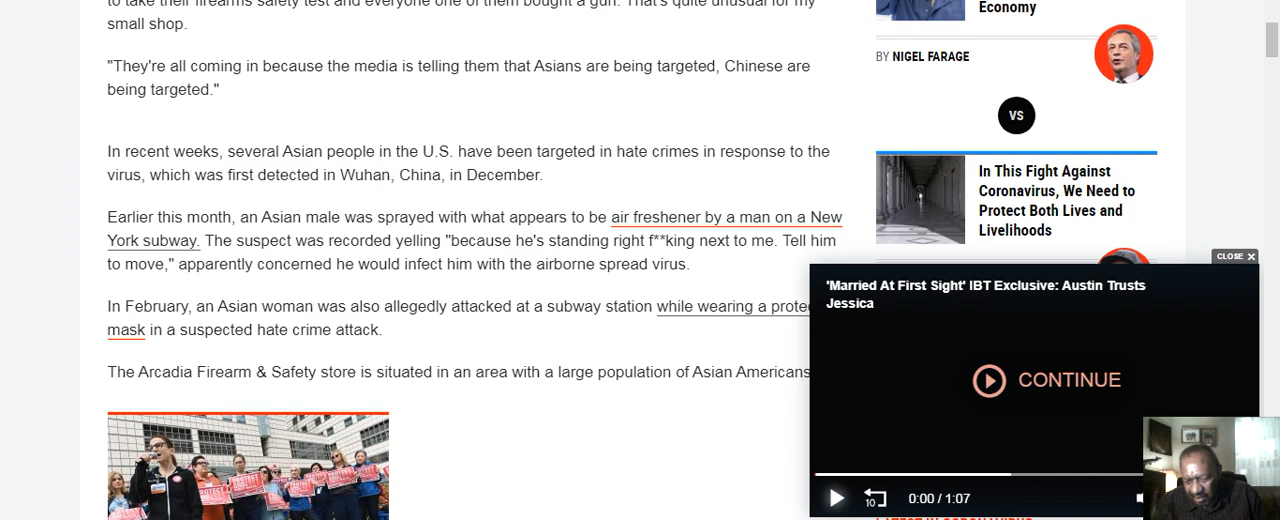 to take their firearms safety test and everyone one of them bought a gun. That's quite unusual for my
small shop.
"They're all coming in because the media is telling them that Asians are being targeted, Chinese are
being targeted."
In recent weeks, several Asian people in the U.S. have been targeted in hate crimes in response to the
virus, which was first detected in Wuhan, China, in December.
Earlier this month, an Asian male was sprayed with what appears to be air freshener by a man on a New
York subway. The suspect was recorded yelling "because he's standing right f**king next to me. Tell him
to move," apparently concerned he would infect him with the airborne spread virus.
In February, an Asian woman was also allegedly attacked at a subway station while wearing a prote
mask in a suspected hate crime attack.
The Arcadia Firearm & Safety store is situated in an area with a large population of Asian Americans
Economy
BY NIGEL FARAGE
VS
In This Fight Against
Coronavirus, We Need to
Protect Both Lives and
Livelihoods
CLOSE X
'Married At First Sight' IBT Exclusive: Austin Trusts
Jessica
CONTINUE
10
0:00 / 1:07